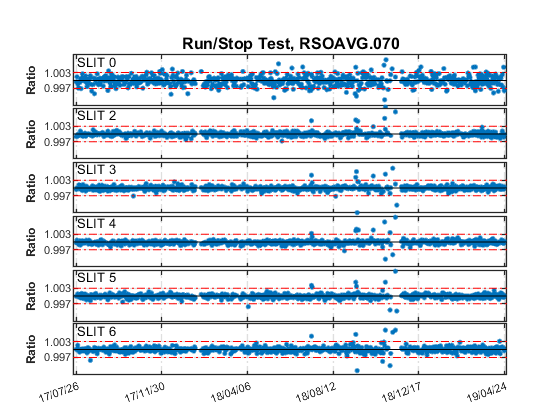 Run/Stop Test, RSOAVG.070
SLIT 0
1.003
0.997
Ratio
SLIT 2
1.003
0.997
Ratio
SLIT 3
1.003
0.997
Ratio
SLIT 4
1.003
0.997
Ratio
SLIT 5
1.003
0.997
Ratio
SLIT 6
1.003
0.997
Ratio
17/07/26 17/11/30 18/04/06 18/08/12 18/12/17 19/04/24